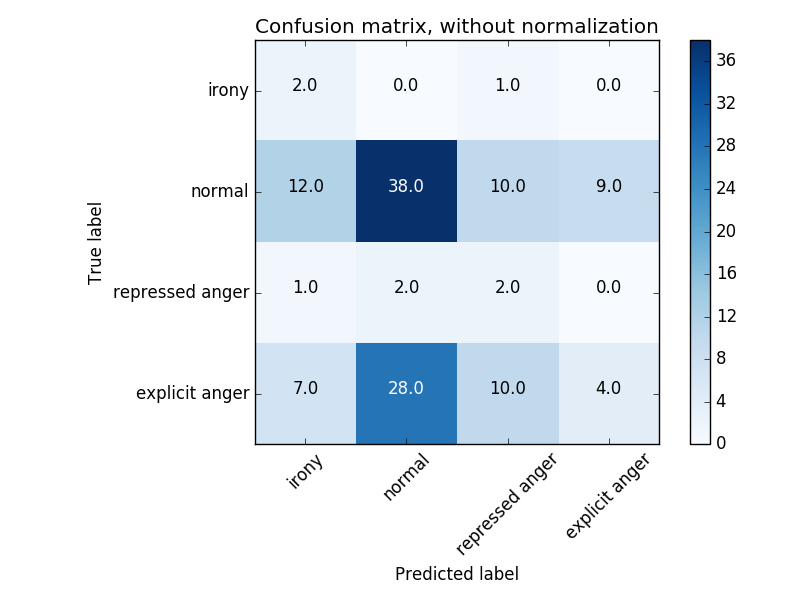 Confusion matrix, without normalization
irony 2.0 0.0 1.0 0.0
normal 12.0 38.0 10.0 9.0
repressed anger 1.0 2.0 2.0 0.0
explicit anger 7.0 28.0 10.0 4.0
irony normal repressed anger explicit anger
Predicted label
True label
36
32
28
24
20
16
12
8
4
0